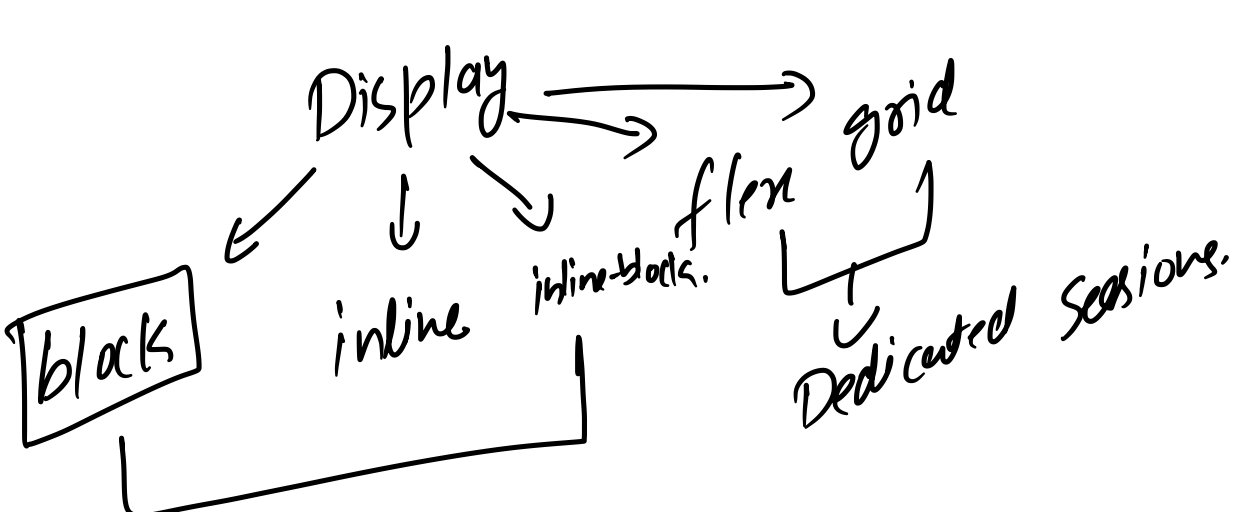 Display
grid
flex
block
inline
inline-block.
Dedicated Sessions.